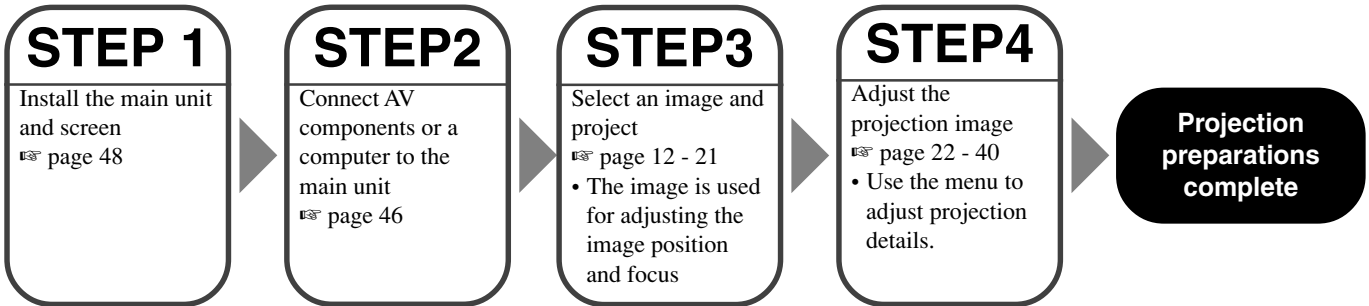 STEP 1
Install the main unit
and screen
☞ page 48
STEP2
Connect AV
components or a
computer to the
main unit
☞ page 46
STEP3
Select an image and
project
☞ page 12 - 21
• The image is used
for adjusting the
image position
and focus
STEP4
Adjust the
projection image
☞ page 22 - 40
• Use the menu to
adjust projection
details.
Projection
preparations
complete